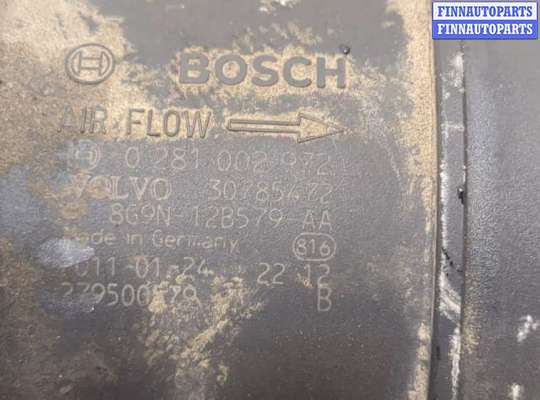 FINNAUTOPARTS
FINNAUTOPARTS
BOSCH
AIR FLOW
0 281 002 972
VOLVO 30785472
8G9N-12B579-AA
Made in Germany 816
2011-01-24 22 12
B